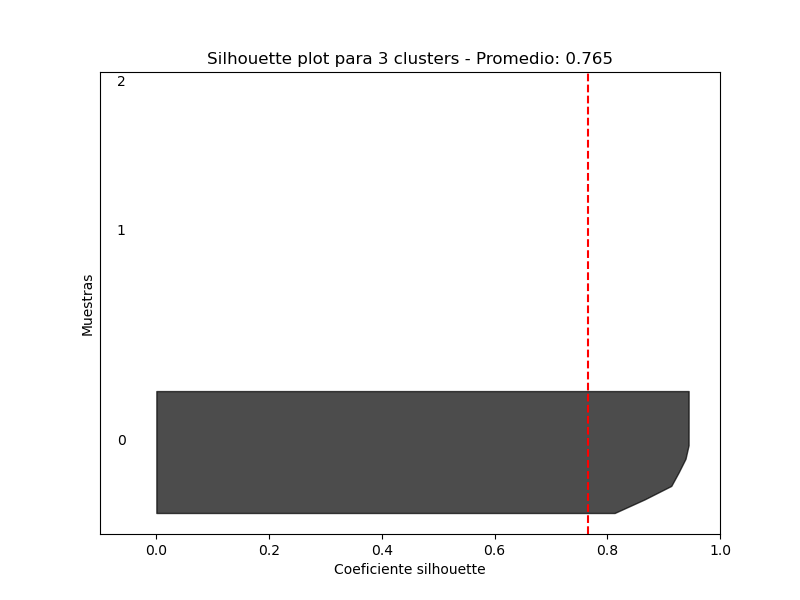 Silhouette plot para 3 clusters - Promedio: 0.765
2
1
0
Muestras
0.0 0.2 0.4 0.6 0.8 1.0
Coeficiente silhouette